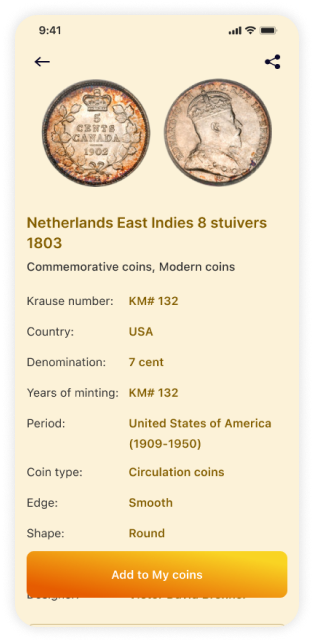 9:41
5
CENTS
CANADA
1902
Netherlands East Indies 8 stuivers
1803
Commemorative coins, Modern coins
Krause number: KM# 132
Country: USA
Denomination: 7 cent
Years of minting: KM# 132
Period: United States of America
(1909-1950)
Coin type: Circulation coins
Edge: Smooth
Shape: Round
Add to My coins